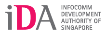 iDA
INFOCOMM
DEVELOPMENT
AUTHORITY OF
SINGAPORE